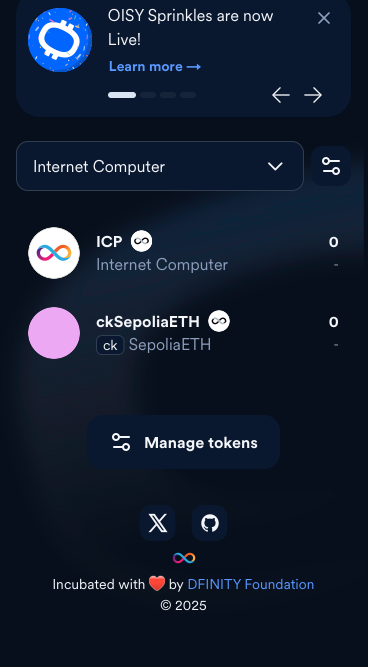 OISY Sprinkles are now
Live!
Learn more →
Internet Computer
ICP
0
Internet Computer
-
ckSepoliaETH
0
ck SepoliaETH
-
Manage tokens
Incubated with ❤️ by DFINITY Foundation
© 2025